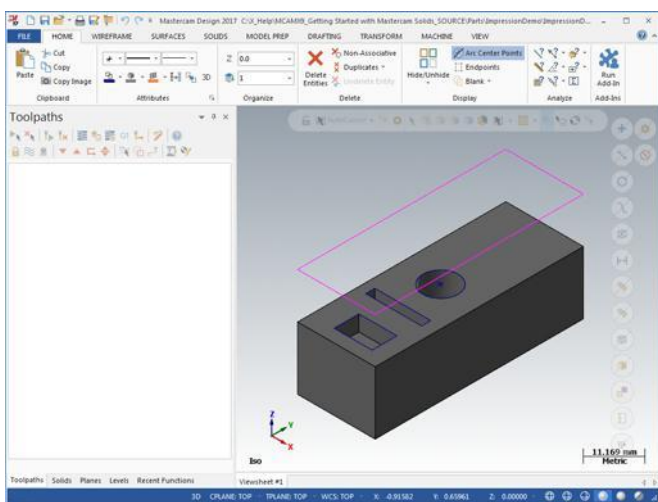 Mastercam Design 2017 C:\X_Help\MCAMX9_Getting Started with Mastercam Solids_SOURCE\Parts\ImpressionDemo\ImpressionD...
FILE HOME WIREFRAME SURFACES SOLIDS MODEL PREP DRAFTING TRANSFORM MACHINE VIEW
Paste
Cut
Copy
Copy Image
Clipboard
3D
Attributes
Z 0.0
1
Organize
Delete Entities
Non-Associative
Duplicates
Undelete Entity
Delete
Hide/Unhide
Arc Center Points
Endpoints
Blank
Display
Analyze
Run
Add-In
Add-Ins
Toolpaths
AutoCursor
Z
Y
X
Iso
11.169 mm
Metric
Toolpaths Solids Planes Levels Recent Functions
Viewsheet #1
3D CPLANE: TOP TPLANE: TOP WCS: TOP X: -0.91582 Y: 0.65961 Z: 0.00000